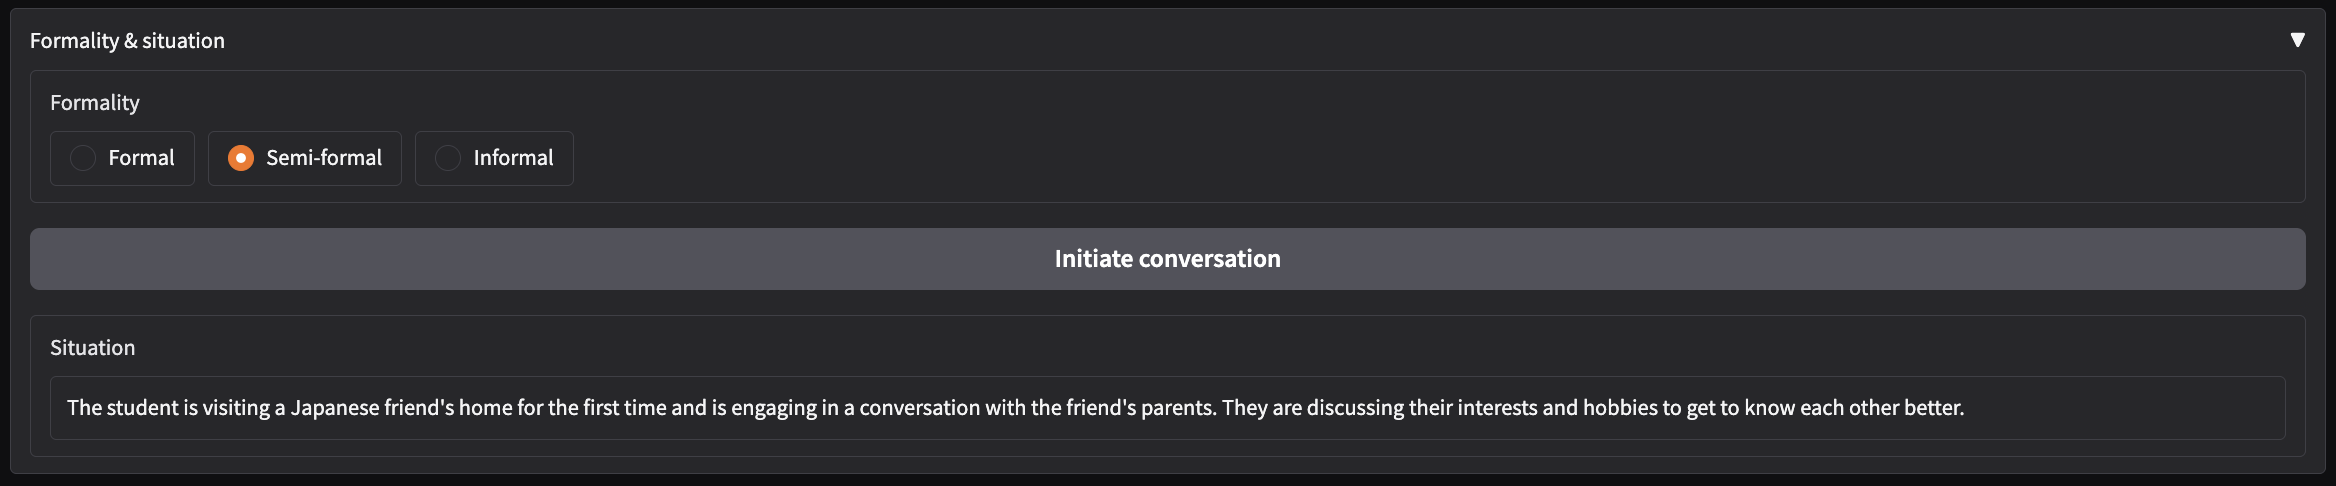 Formality & situation
Formality
Formal
Semi-formal
Informal
Initiate conversation
Situation
The student is visiting a Japanese friend's home for the first time and is engaging in a conversation with the friend's parents. They are discussing their interests and hobbies to get to know each other better.